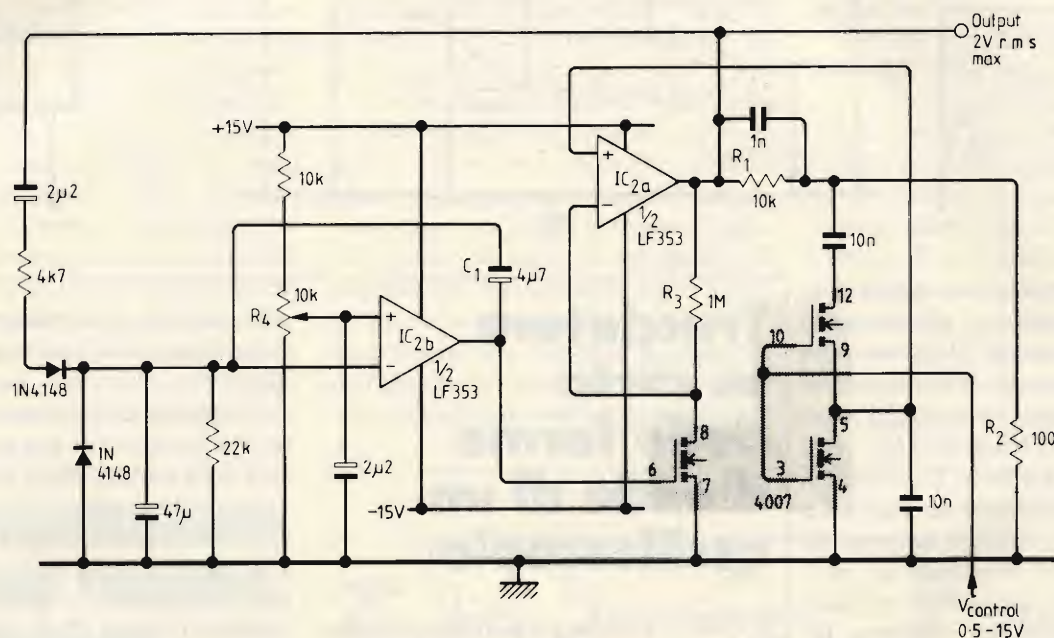 Output
2V r m s
max
+15V
1n
R1
10k
10k
IC2a
1/2
LF353
2µ2
10n
C1
4µ7
4k7
10k
R4
R3
1M
12
10
9
IC2b
1/2
LF353
1N4148
1N
4148
22k
8
6
7
5
3
4
4007
R2
100
47µ
2µ2
-15V
10n
Vcontrol
0·5-15V